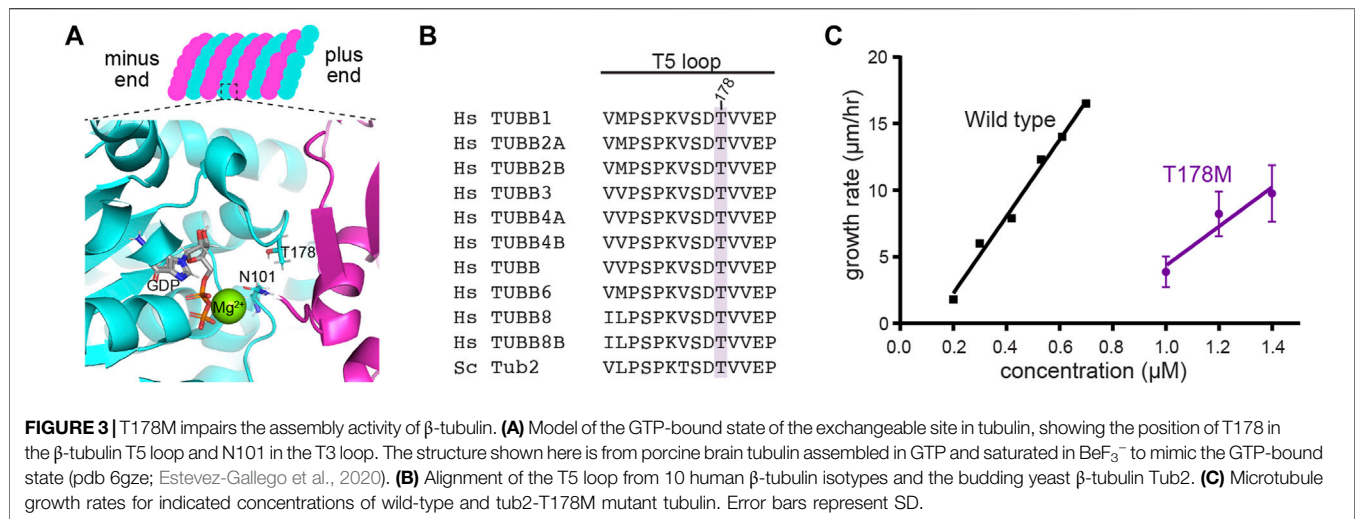 A
minus end
plus end
T178
N101
GDP
Mg²⁺
B
T5 loop
178
Hs TUBB1 VMPSPKVSDTVVEP
Hs TUBB2A VMPSPKVSDTVVEP
Hs TUBB2B VMPSPKVSDTVVEP
Hs TUBB3 VVPSPKVSDTVVEP
Hs TUBB4A VVPSPKVSDTVVEP
Hs TUBB4B VVPSPKVSDTVVEP
Hs TUBB VVPSPKVSDTVVEP
Hs TUBB6 VMPSPKVSDTVVEP
Hs TUBB8 ILPSPKVSDTVVEP
Hs TUBB8B ILPSPKVSDTVVEP
Sc Tub2 VLPSPKTSDTVVEP
C
growth rate (μm/hr)
20
15
10
5
0
Wild type
T178M
0.0 0.2 0.4 0.6 0.8 1.0 1.2 1.4
concentration (μM)
FIGURE 3 | T178M impairs the assembly activity of β-tubulin. (A) Model of the GTP-bound state of the exchangeable site in tubulin, showing the position of T178 in
the β-tubulin T5 loop and N101 in the T3 loop. The structure shown here is from porcine brain tubulin assembled in GTP and saturated in BeF₃⁻ to mimic the GTP-bound
state (pdb 6gze; Estevez-Gallego et al., 2020). (B) Alignment of the T5 loop from 10 human β-tubulin isotypes and the budding yeast β-tubulin Tub2. (C) Microtubule
growth rates for indicated concentrations of wild-type and tub2-T178M mutant tubulin. Error bars represent SD.